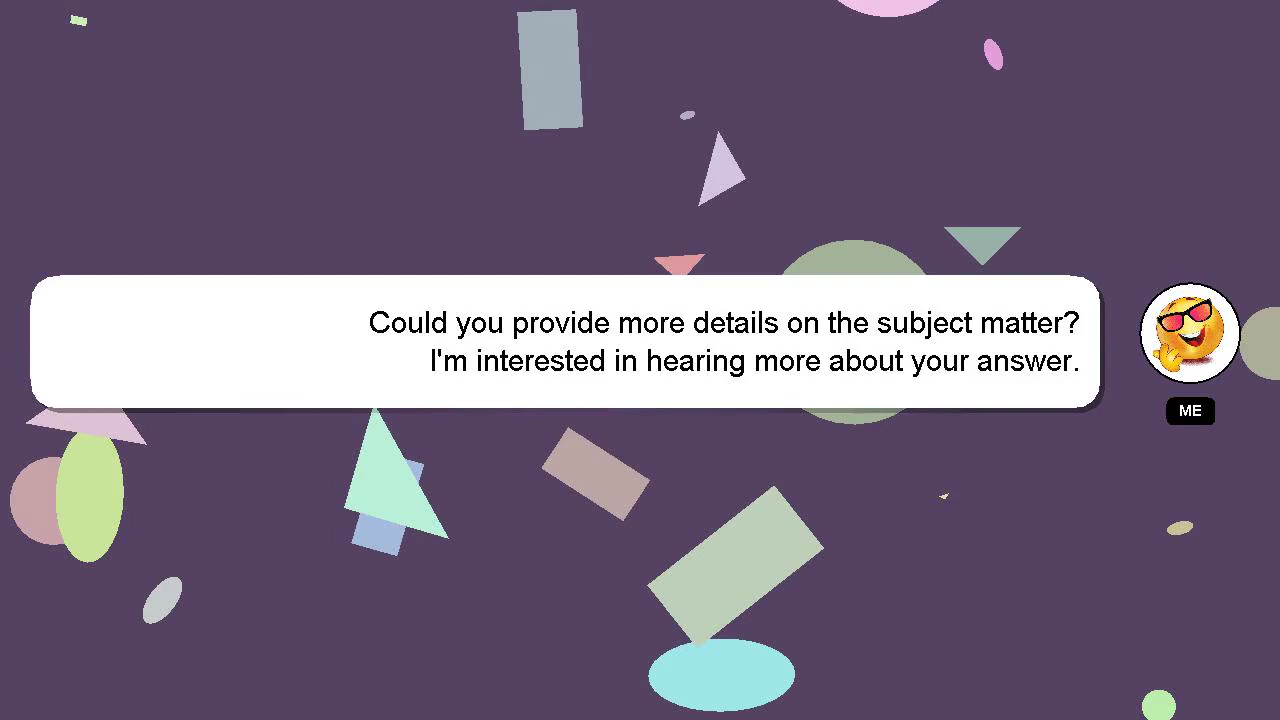 Could you provide more details on the subject matter?
I'm interested in hearing more about your answer.
ME